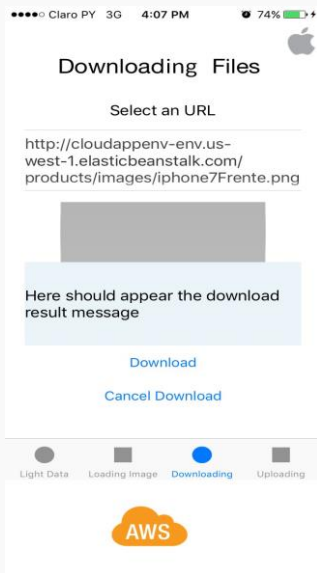 Claro PY 3G 4:07 PM 74%
Downloading Files
Select an URL
http://cloudappenv-env.us-
west-1.elasticbeanstalk.com/
products/images/iphone7Frente.png
Here should appear the download
result message
Download
Cancel Download
Light Data Loading Image Downloading Uploading
AWS